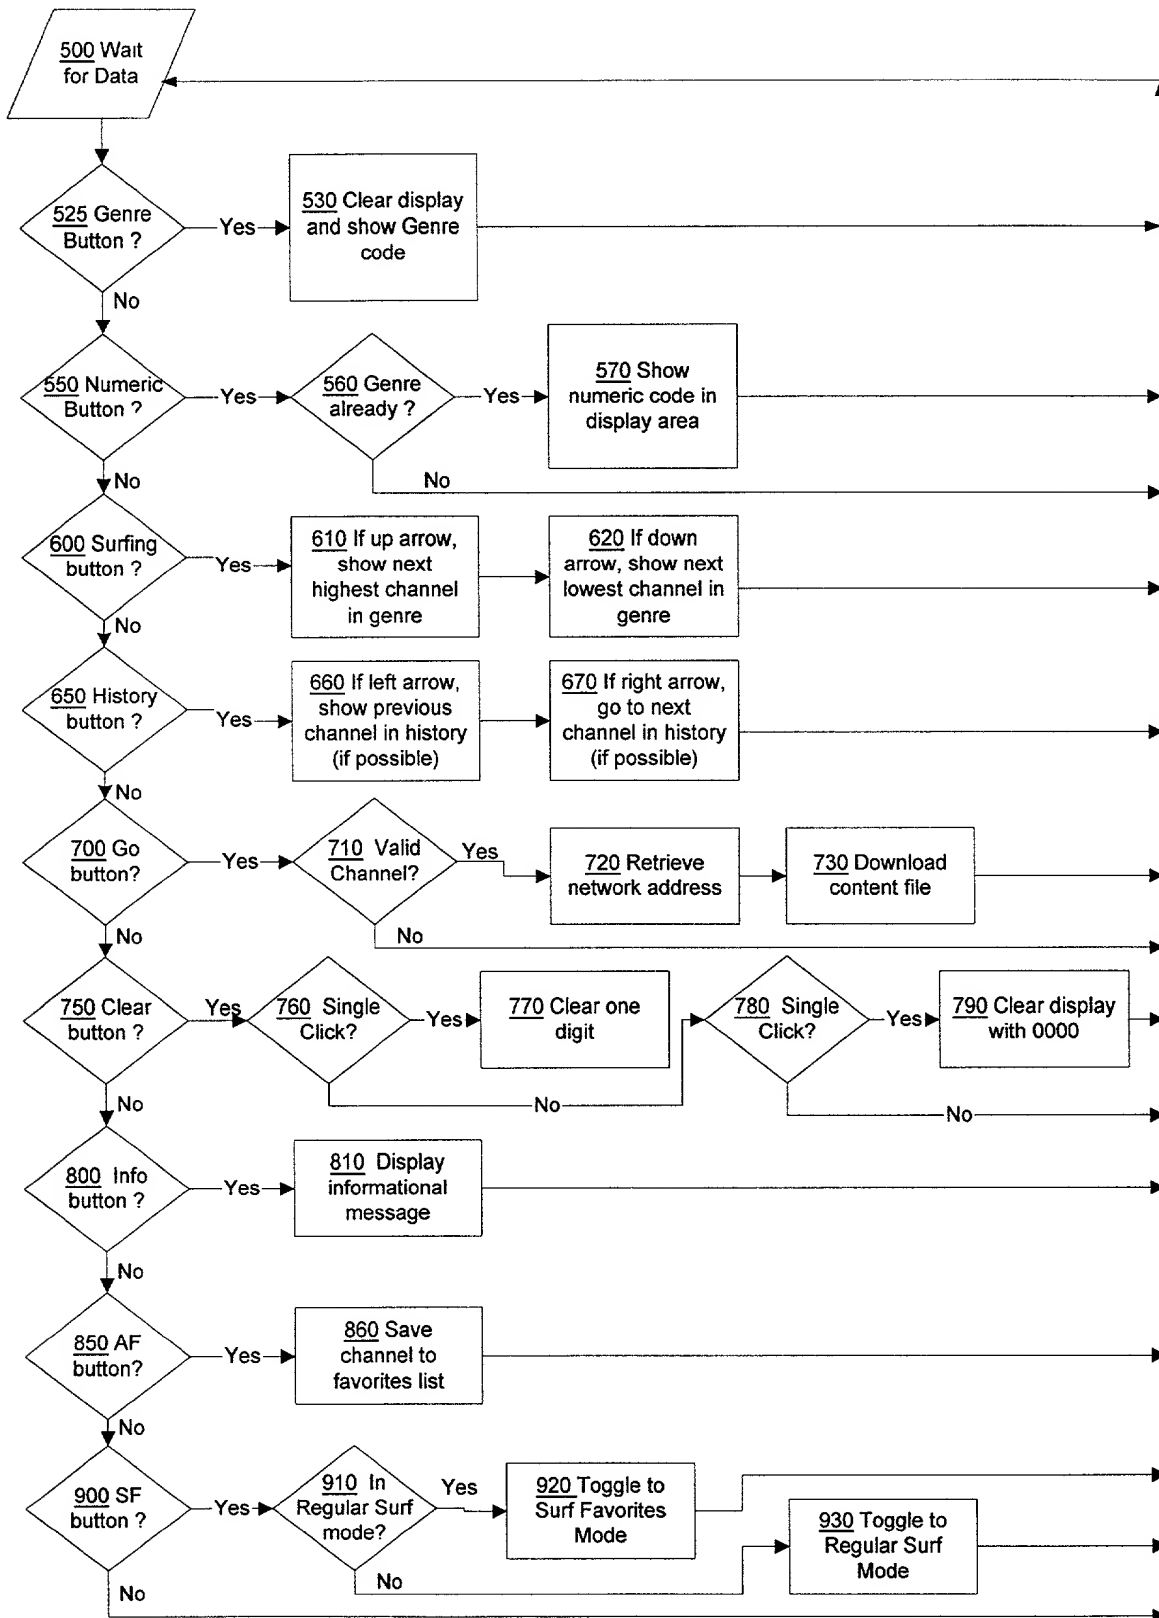 500 Wait
for Data
525 Genre
Button ?
Yes
530 Clear display
and show Genre
code
No
550 Numeric
Button ?
Yes
560 Genre
already ?
Yes
570 Show
numeric code in
display area
No
No
600 Surfing
button ?
Yes
610 If up arrow,
show next
highest channel
in genre
620 If down
arrow, show next
lowest channel in
genre
No
650 History
button ?
Yes
660 If left arrow,
show previous
channel in history
(if possible)
670 If right arrow,
go to next
channel in history
(if possible)
No
700 Go
button?
Yes
710 Valid
Channel?
Yes
720 Retrieve
network address
730 Download
content file
No
No
750 Clear
button ?
Yes
760 Single
Click?
Yes
770 Clear one
digit
780 Single
Click?
Yes
790 Clear display
with 0000
No
No
No
800 Info
button ?
Yes
810 Display
informational
message
No
850 AF
button?
Yes
860 Save
channel to
favorites list
No
900 SF
button ?
Yes
910 In
Regular Surf
mode?
Yes
920 Toggle to
Surf Favorites
Mode
930 Toggle to
Regular Surf
Mode
No
No